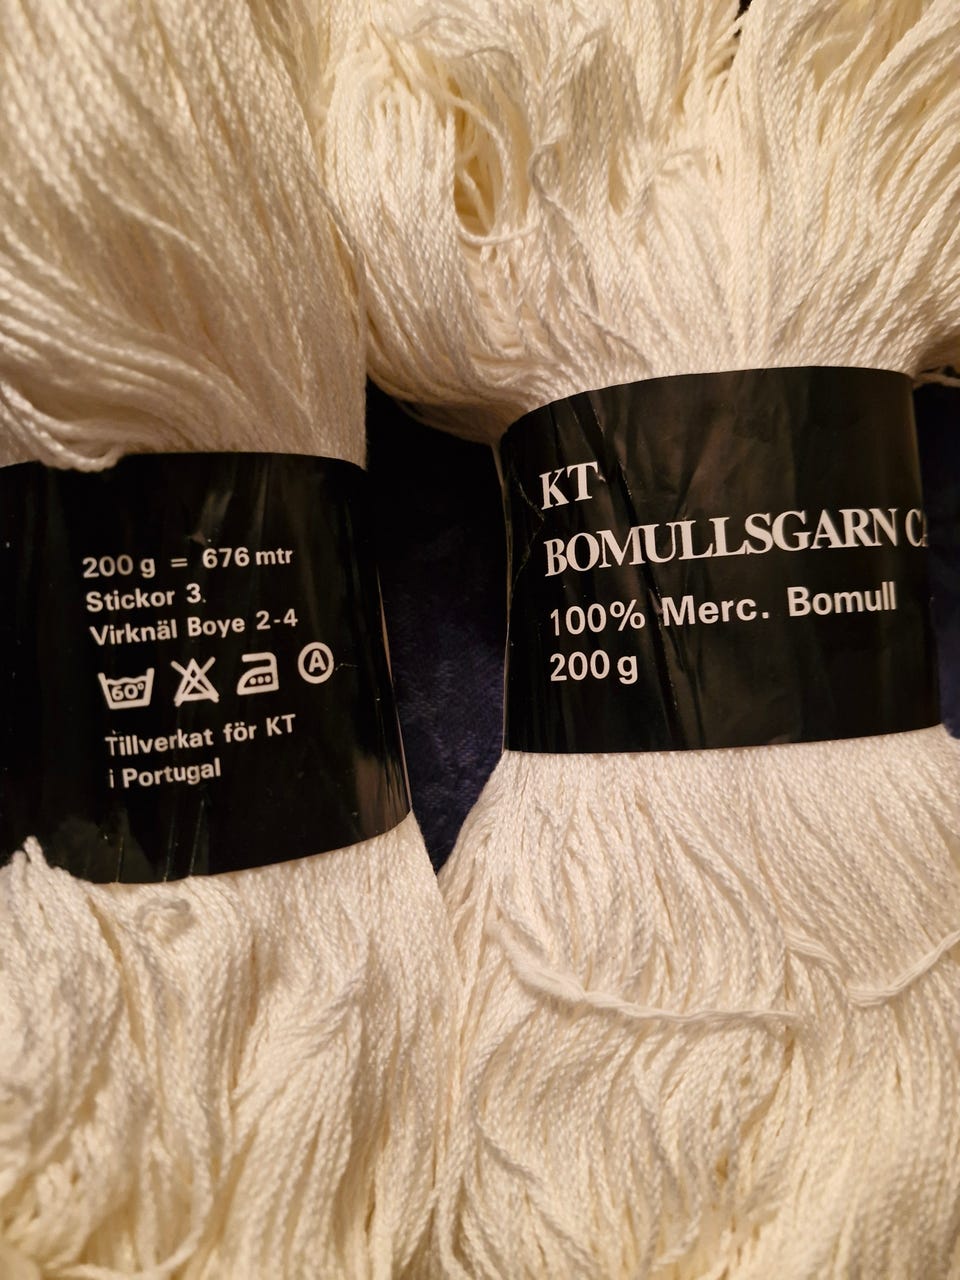 200 g = 676 mtr
Stickor 3.
Virknäl Boye 2-4
60°
A
Tillverkat för KT
i Portugal
KT
BOMULLSGARN
100% Merc. Bomull
200 g